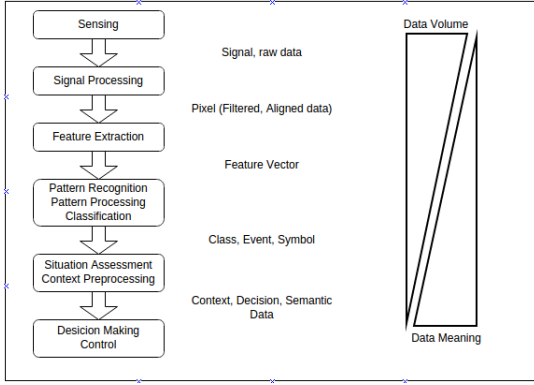 Sensing
Data Volume
Signal, raw data
Signal Processing
Pixel (Filtered, Aligned data)
Feature Extraction
Feature Vector
Pattern Recognition
Pattern Processing
Classification
Class, Event, Symbol
Situation Assessment
Context Preprocessing
Context, Decision, Semantic
Data
Desicion Making
Control
Data Meaning